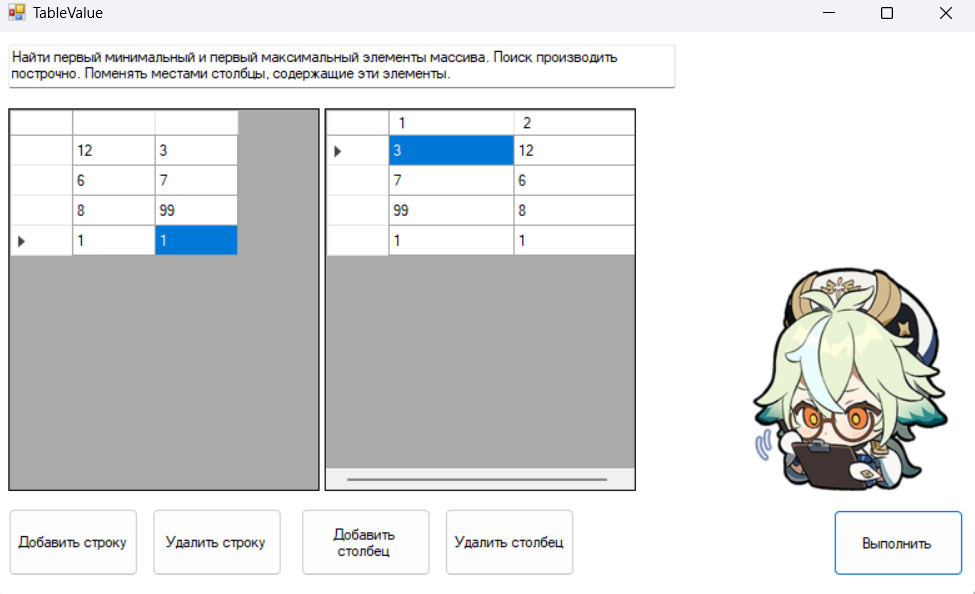 TableValue
Найти первый минимальный и первый максимальный элементы массива. Поиск производить
построчно. Поменять местами столбцы, содержащие эти элементы.
12 3
6 7
8 99
1 1
1 2
3 12
7 6
99 8
1 1
Добавить строку
Удалить строку
Добавить
столбец
Удалить столбец
Выполнить